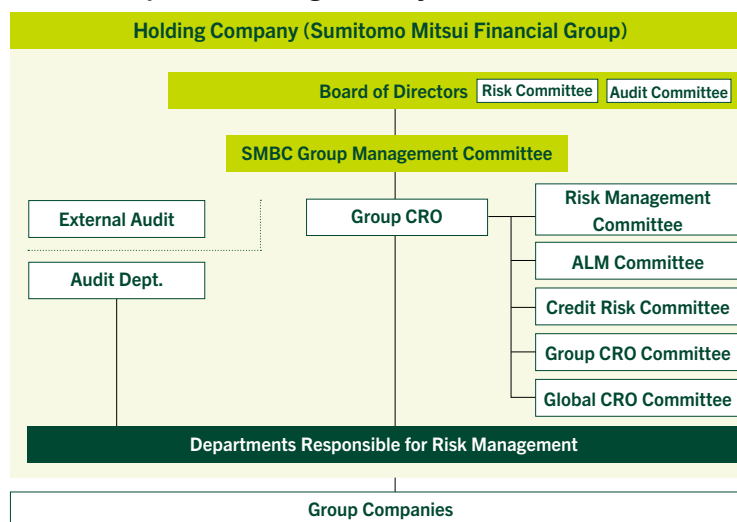 Holding Company (Sumitomo Mitsui Financial Group)
Board of Directors
Risk Committee
Audit Committee
SMBC Group Management Committee
External Audit
Group CRO
Risk Management
Committee
Audit Dept.
ALM Committee
Credit Risk Committee
Group CRO Committee
Global CRO Committee
Departments Responsible for Risk Management
Group Companies